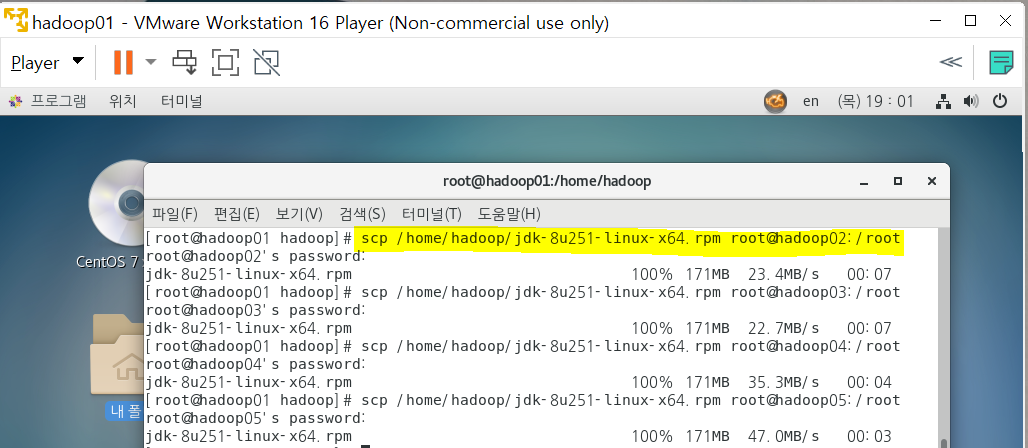 hadoop01 - VMware Workstation 16 Player (Non-commercial use only)
Player
프로그램 위치 터미널 en (목) 19 : 01
root@hadoop01:/home/hadoop
파일(F) 편집(E) 보기(V) 검색(S) 터미널(T) 도움말(H)
[root@hadoop01 hadoop]# scp /home/hadoop/jdk-8u251-linux-x64.rpm root@hadoop02:/root
root@hadoop02's password:
jdk-8u251-linux-x64.rpm 100% 171MB 23.4MB/s 00:07
[root@hadoop01 hadoop]# scp /home/hadoop/jdk-8u251-linux-x64.rpm root@hadoop03:/root
root@hadoop03's password:
jdk-8u251-linux-x64.rpm 100% 171MB 22.7MB/s 00:07
[root@hadoop01 hadoop]# scp /home/hadoop/jdk-8u251-linux-x64.rpm root@hadoop04:/root
root@hadoop04's password:
jdk-8u251-linux-x64.rpm 100% 171MB 35.3MB/s 00:04
[root@hadoop01 hadoop]# scp /home/hadoop/jdk-8u251-linux-x64.rpm root@hadoop05:/root
root@hadoop05's password:
jdk-8u251-linux-x64.rpm 100% 171MB 47.0MB/s 00:03
CentOS 7
내 폴